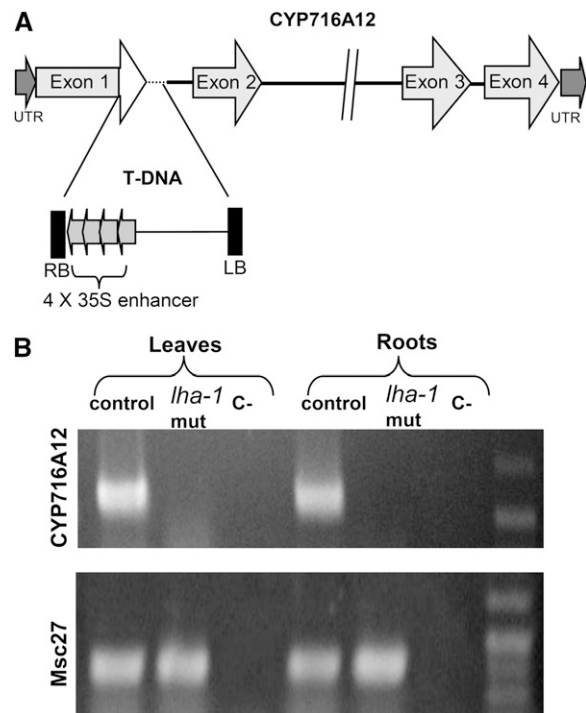 A
CYP716A12
Exon 1
Exon 2
Exon 3
Exon 4
UTR
UTR
T-DNA
RB
LB
4 X 35S enhancer
B
Leaves
Roots
control
lha-1
mut
C-
control
lha-1
mut
C-
CYP716A12
Msc27